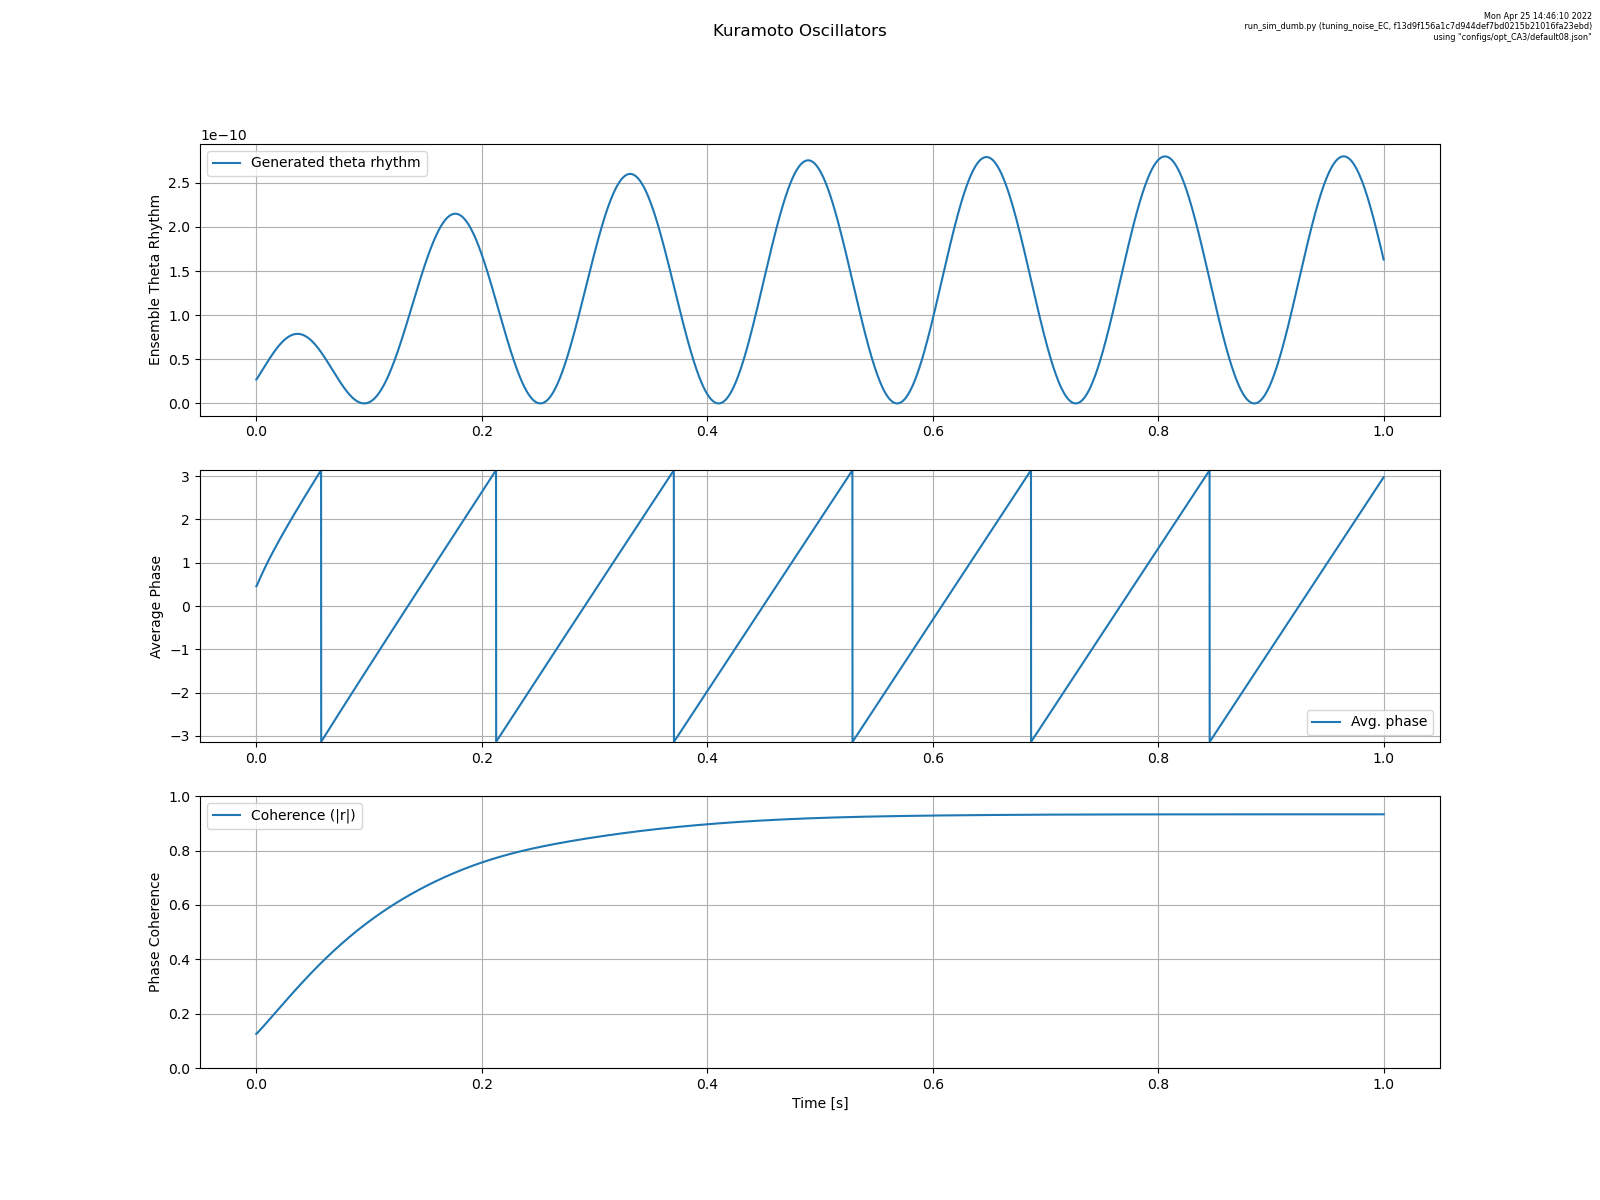 Mon Apr 25 14:46:10 2022
run_sim_dumb.py (tuning_noise_EC, f13d9f156a1c7d944def7bd0215b21016fa23ebd)
using "configs/opt_CA3/default08.json"
Kuramoto Oscillators
1e−10
Generated theta rhythm
Ensemble Theta Rhythm
2.5
2.0
1.5
1.0
0.5
0.0
0.0 0.2 0.4 0.6 0.8 1.0
Average Phase
3
2
1
0
−1
−2
−3
Avg. phase
0.0 0.2 0.4 0.6 0.8 1.0
Coherence (|r|)
Phase Coherence
1.0
0.8
0.6
0.4
0.2
0.0
0.0 0.2 0.4 0.6 0.8 1.0
Time [s]